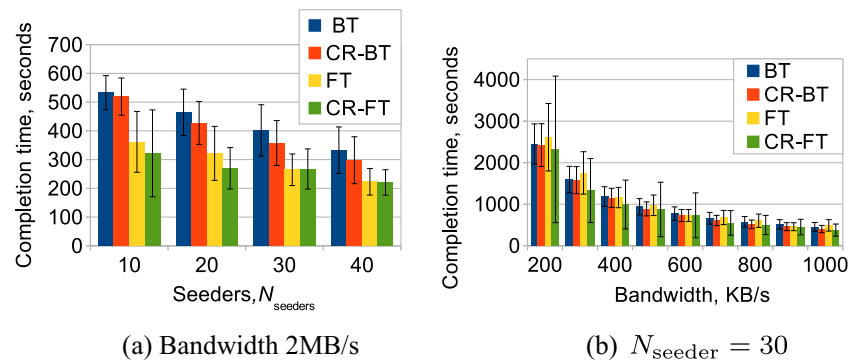 700
600
500
400
300
200
100
0
Completion time, seconds
BT
CR-BT
FT
CR-FT
10 20 30 40
Seeders, N seeders
(a) Bandwidth 2MB/s
4000
3000
2000
1000
0
Completion time, seconds
BT
CR-BT
FT
CR-FT
200 400 600 800 1000
Bandwidth, KB/s
(b) N seeder = 30